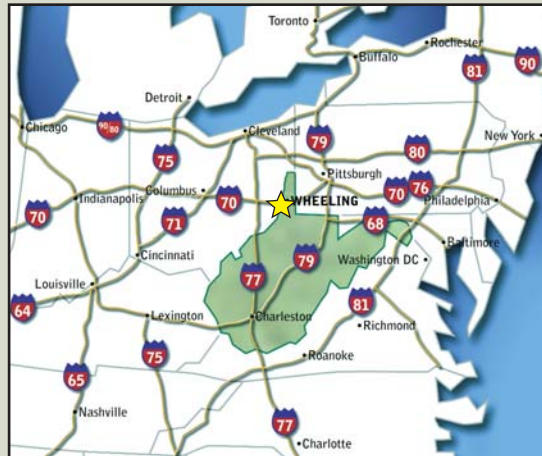 Toronto
Rochester
Buffalo
81
90
Detroit
Chicago
90/80
Cleveland
79
New York
75
80
Pittsburgh
Columbus
70
76
Indianapolis
70
WHEELING
Philadelphia
70
71
68
Baltimore
Cincinnati
79
Washington DC
77
Louisville
64
81
Lexington
Charleston
Richmond
75
Roanoke
65
Nashville
77
Charlotte